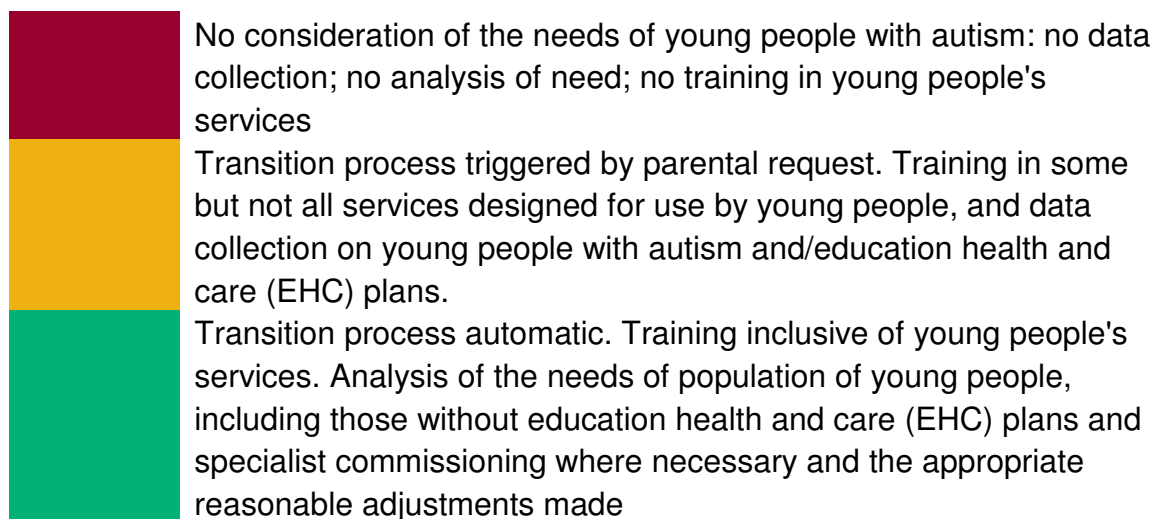 No consideration of the needs of young people with autism: no data
collection; no analysis of need; no training in young people's
services
Transition process triggered by parental request. Training in some
but not all services designed for use by young people, and data
collection on young people with autism and/education health and
care (EHC) plans.
Transition process automatic. Training inclusive of young people's
services. Analysis of the needs of population of young people,
including those without education health and care (EHC) plans and
specialist commissioning where necessary and the appropriate
reasonable adjustments made